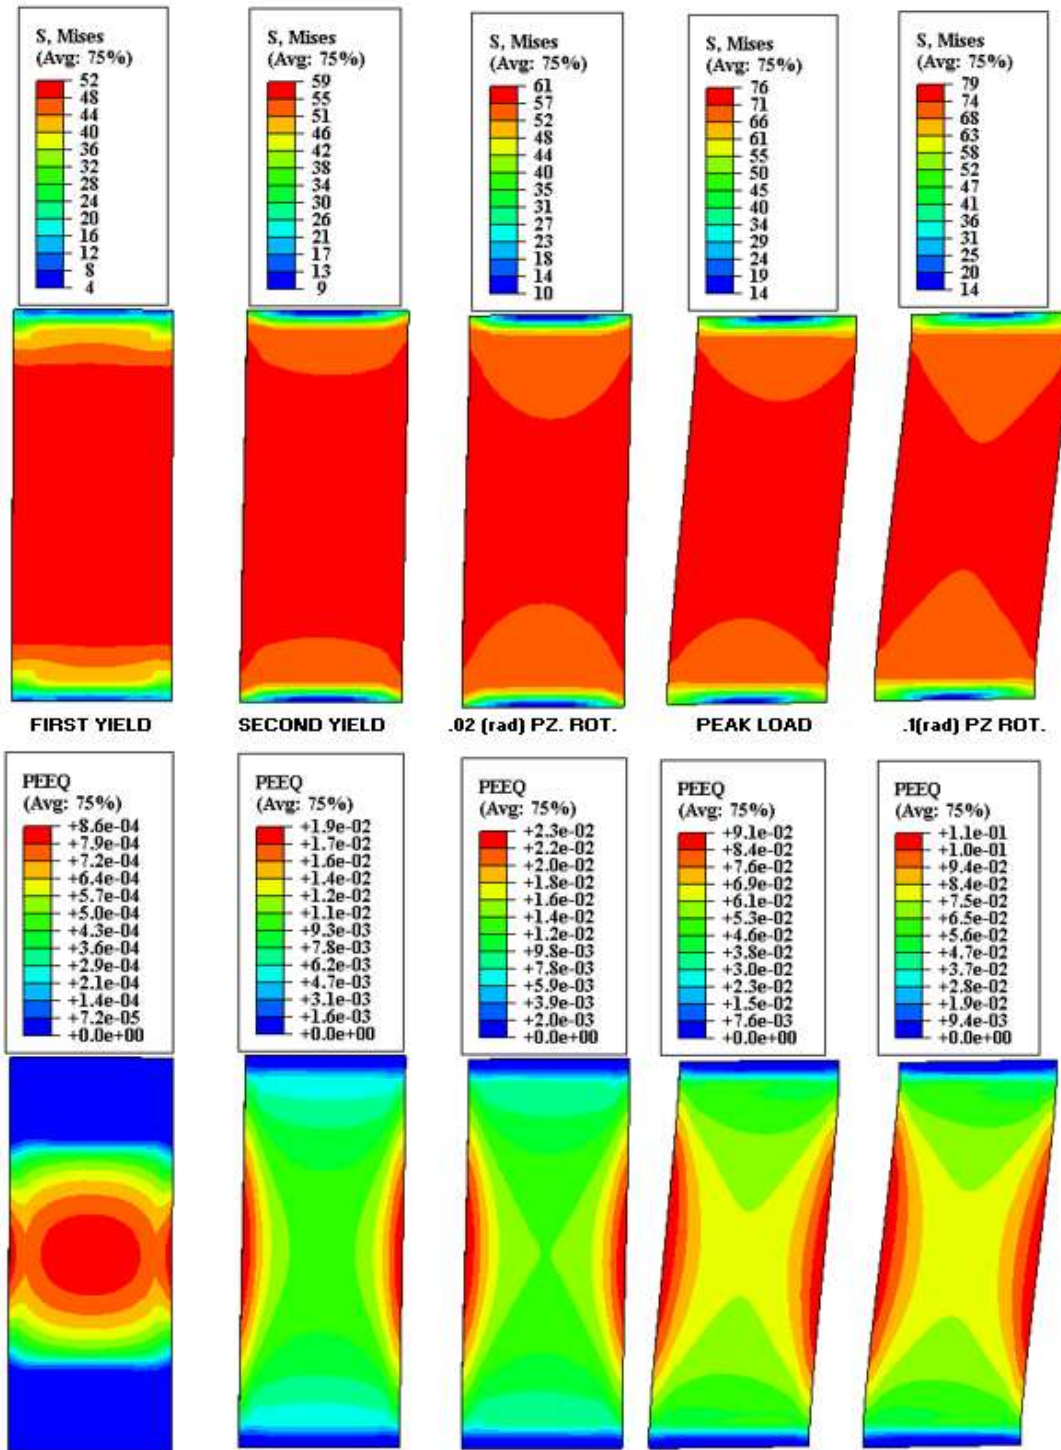 S, Mises
(Avg: 75%)
52
48
44
40
36
32
28
24
20
16
12
8
4
S, Mises
(Avg: 75%)
59
55
51
46
42
38
34
30
26
21
17
13
9
S, Mises
(Avg: 75%)
61
57
52
48
44
40
35
31
27
23
18
14
10
S, Mises
(Avg: 75%)
76
71
66
61
55
50
45
40
34
29
24
19
14
S, Mises
(Avg: 75%)
79
74
68
63
58
52
47
41
36
31
25
20
14
FIRST YIELD
SECOND YIELD
.02 (rad) PZ. ROT.
PEAK LOAD
.1(rad) PZ ROT.
PEEQ
(Avg: 75%)
+8.6e-04
+7.9e-04
+7.2e-04
+6.4e-04
+5.7e-04
+5.0e-04
+4.3e-04
+3.6e-04
+2.9e-04
+2.1e-04
+1.4e-04
+7.2e-05
+0.0e+00
PEEQ
(Avg: 75%)
+1.9e-02
+1.7e-02
+1.6e-02
+1.4e-02
+1.2e-02
+1.1e-02
+9.3e-03
+7.8e-03
+6.2e-03
+4.7e-03
+3.1e-03
+1.6e-03
+0.0e+00
PEEQ
(Avg: 75%)
+2.3e-02
+2.2e-02
+2.0e-02
+1.8e-02
+1.6e-02
+1.4e-02
+1.2e-02
+9.8e-03
+7.8e-03
+5.9e-03
+3.9e-03
+2.0e-03
+0.0e+00
PEEQ
(Avg: 75%)
+9.1e-02
+8.4e-02
+7.6e-02
+6.9e-02
+6.1e-02
+5.3e-02
+4.6e-02
+3.8e-02
+3.0e-02
+2.3e-02
+1.5e-02
+7.6e-03
+0.0e+00
PEEQ
(Avg: 75%)
+1.1e-01
+1.0e-01
+9.4e-02
+8.4e-02
+7.5e-02
+6.5e-02
+5.6e-02
+4.7e-02
+3.7e-02
+2.8e-02
+1.9e-02
+9.4e-03
+0.0e+00